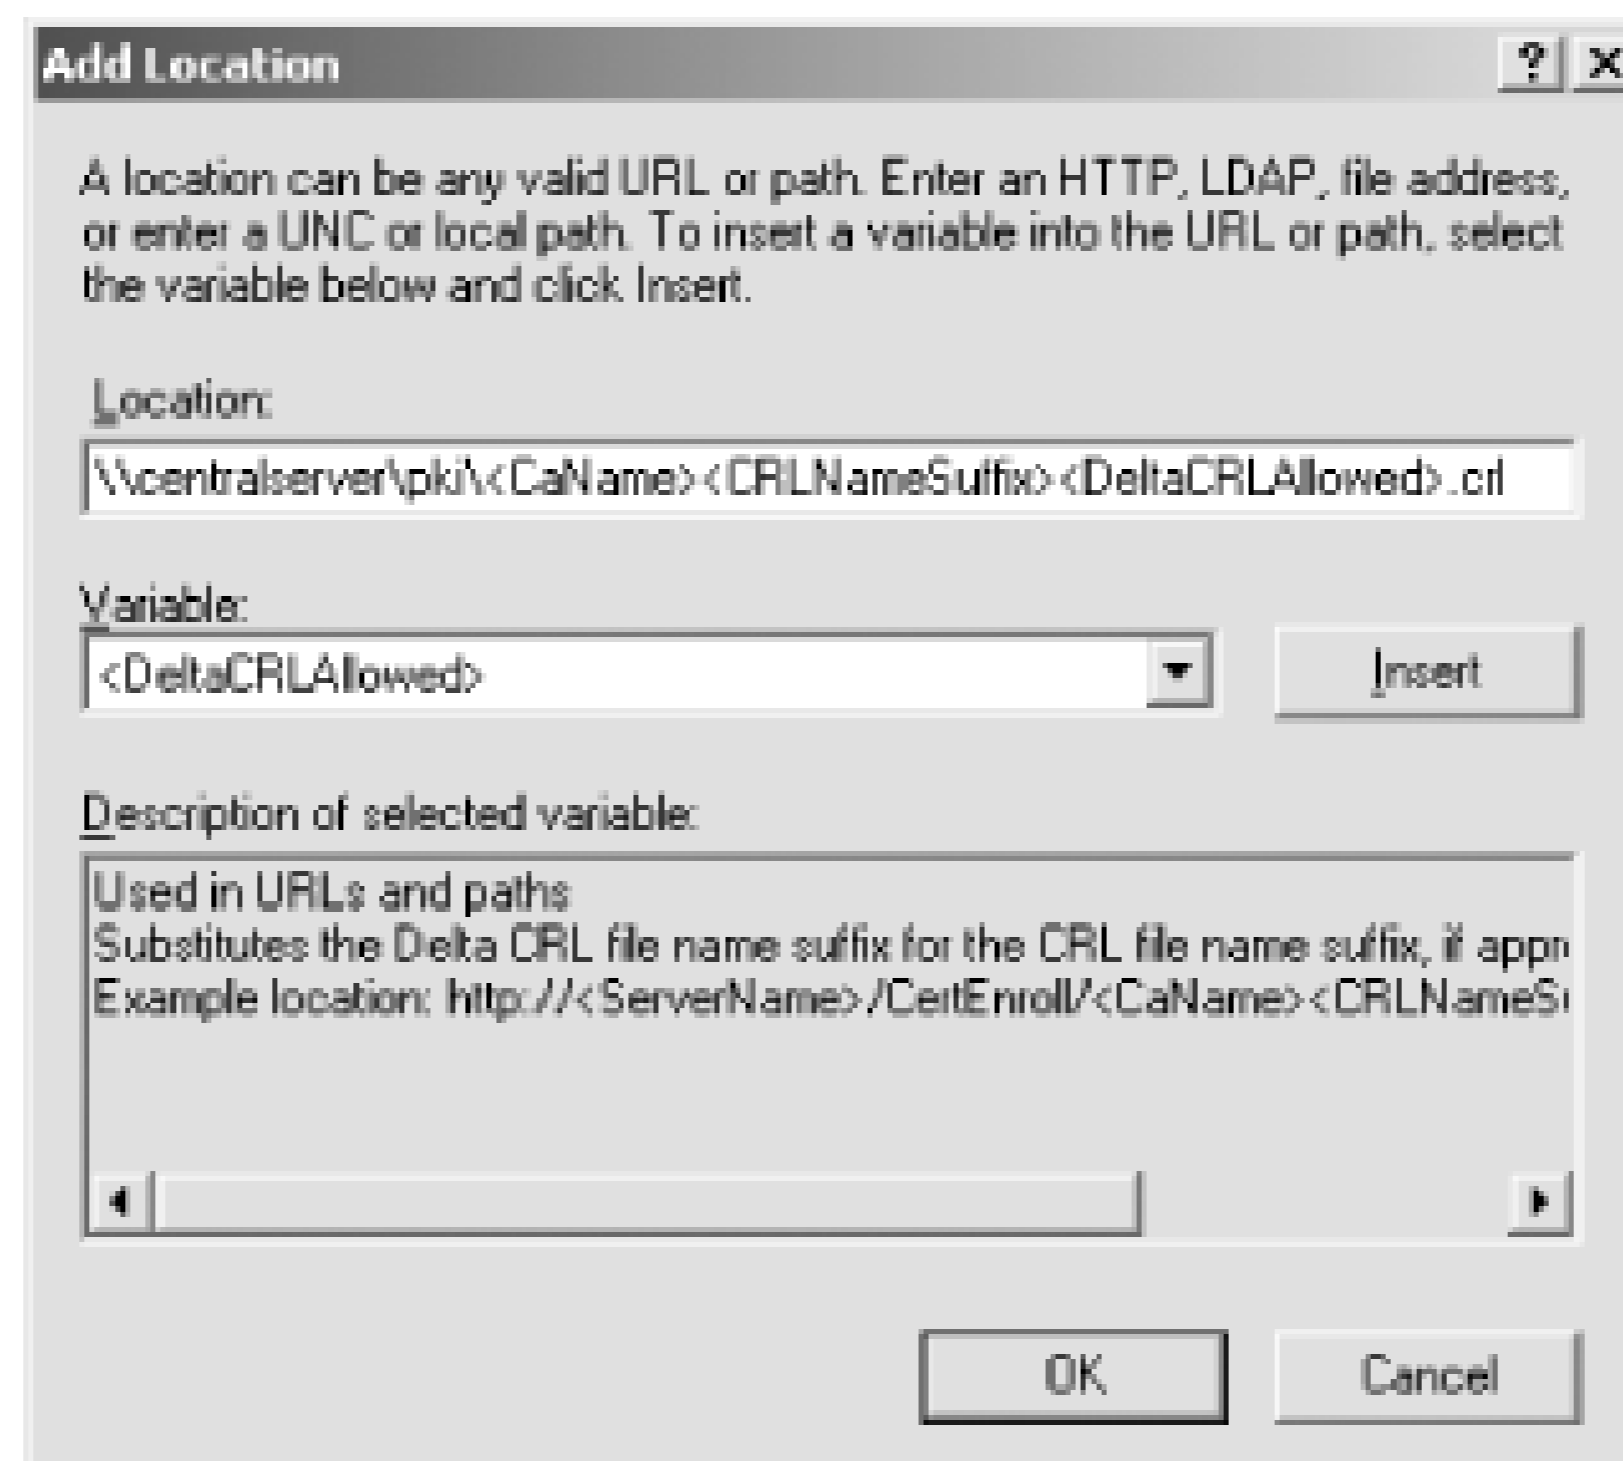 Add Location
A location can be any valid URL or path. Enter an HTTP, LDAP, file address,
or enter a UNC or local path. To insert a variable into the URL or path, select
the variable below and click Insert.
Location:
\\centralserver\pki\<CaName><CRLNameSuffix><DeltaCRLAllowed>.crl
Variable:
<DeltaCRLAllowed>
Insert
Description of selected variable:
Used in URLs and paths
Substitutes the Delta CRL file name suffix for the CRL file name suffix, if appr
Example location: http://<ServerName>/CertEnroll/<CaName><CRLNameSu
OK
Cancel